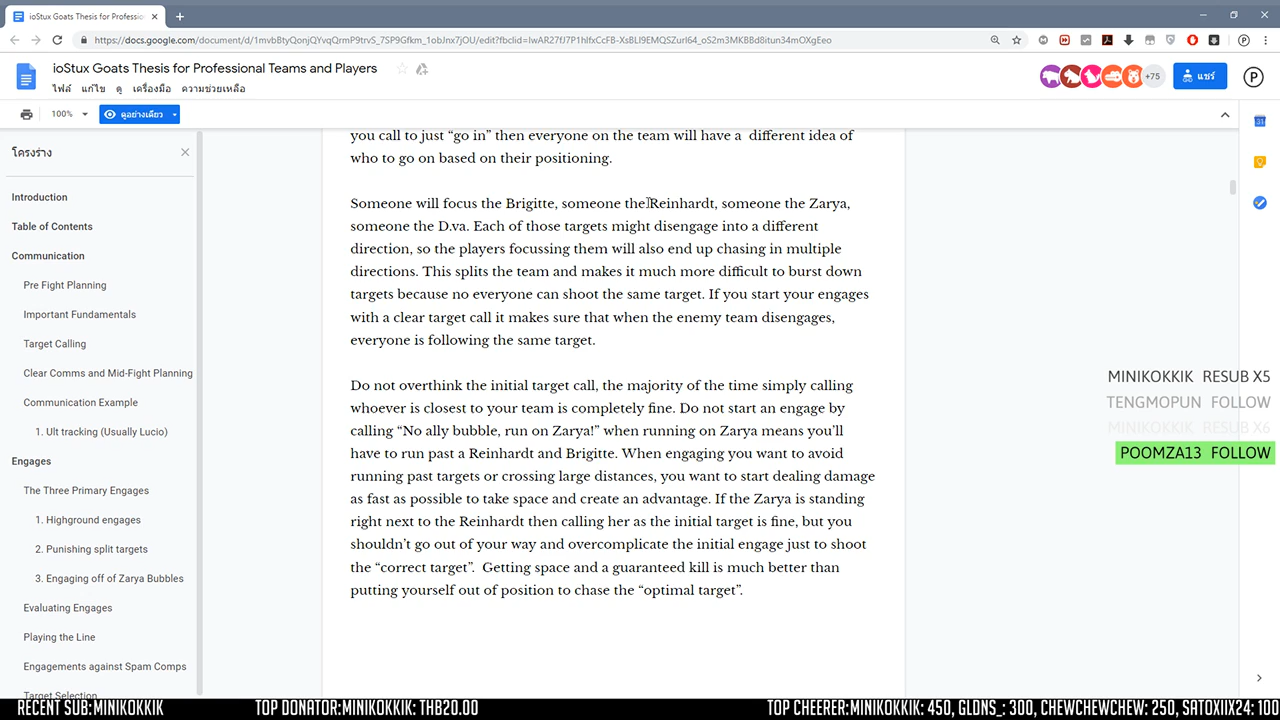 ioStux Goats Thesis for Professio
https://docs.google.com/document/d/1mvbBtyQonjQYvqQrmP9trvS_7SP9Gfkm_1obJnx7jOU/edit?fbclid=IwAR27fJ7P1hlfxCcFB-XsBLl9EMQSZurl64_oS2m3MKBBd8itun34mOXgEeo
ioStux Goats Thesis for Professional Teams and Players
ไฟล์ แก้ไข ดู เครื่องมือ ความช่วยเหลือ
+75
แชร์
P
100%
ดูอย่างเดียว
โครงร่าง
Introduction
Table of Contents
Communication
Pre Fight Planning
Important Fundamentals
Target Calling
Clear Comms and Mid-Fight Planning
Communication Example
1. Ult tracking (Usually Lucio)
Engages
The Three Primary Engages
1. Highground engages
2. Punishing split targets
3. Engaging off of Zarya Bubbles
Evaluating Engages
Playing the Line
Engagements against Spam Comps
Target Selection
you call to just “go in” then everyone on the team will have a different idea of
who to go on based on their positioning.
Someone will focus the Brigitte, someone the Reinhardt, someone the Zarya,
someone the D.va. Each of those targets might disengage into a different
direction, so the players focussing them will also end up chasing in multiple
directions. This splits the team and makes it much more difficult to burst down
targets because no everyone can shoot the same target. If you start your engages
with a clear target call it makes sure that when the enemy team disengages,
everyone is following the same target.
Do not overthink the initial target call, the majority of the time simply calling
whoever is closest to your team is completely fine. Do not start an engage by
calling “No ally bubble, run on Zarya!” when running on Zarya means you’ll
have to run past a Reinhardt and Brigitte. When engaging you want to avoid
running past targets or crossing large distances, you want to start dealing damage
as fast as possible to take space and create an advantage. If the Zarya is standing
right next to the Reinhardt then calling her as the initial target is fine, but you
shouldn’t go out of your way and overcomplicate the initial engage just to shoot
the “correct target”. Getting space and a guaranteed kill is much better than
putting yourself out of position to chase the “optimal target”.
MINIKOKKIK RESUB X5
TENGMOPUN FOLLOW
MINIKOKKIK RESUB X6
POOMZA13 FOLLOW
RECENT SUB:MINIKOKKIK TOP DONATOR:MINIKOKKIK: THB20.00 TOP CHEERER:MINIKOKKIK: 450, GLDNS_: 300, CHEWCHEWCHEW: 250, SATOXIIX24: 100